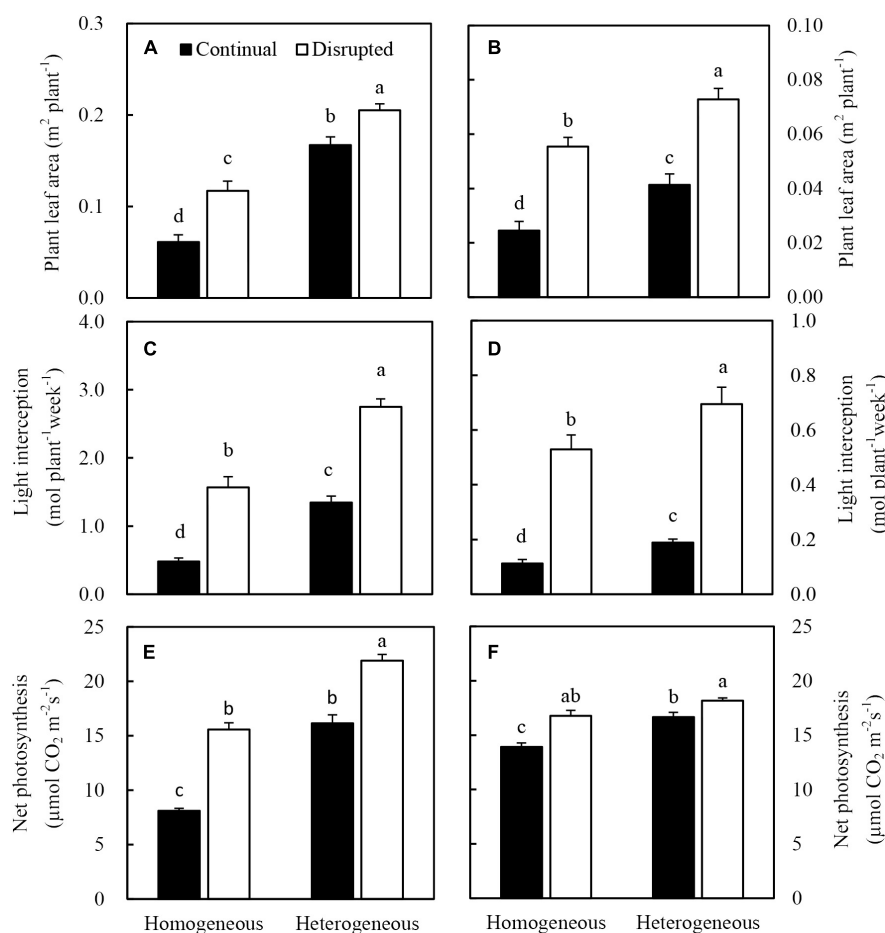 0.3
0.2
0.1
0.0
Plant leaf area (m² plant⁻¹)
A
Continual
Disrupted
d
c
b
a
B
d
b
c
a
0.10
0.08
0.06
0.04
0.02
0.00
Plant leaf area (m² plant⁻¹)
4.0
3.0
2.0
1.0
0.0
Light interception
(mol plant⁻¹week⁻¹)
C
d
b
c
a
D
d
b
c
a
1.0
0.8
0.6
0.4
0.2
0.0
Light interception
(mol plant⁻¹week⁻¹)
25
20
15
10
5
0
Net photosynthesis
(µmol CO₂ m⁻²s⁻¹)
E
c
b
b
a
Homogeneous
Heterogeneous
F
c
ab
b
a
Homogeneous
Heterogeneous
25
20
15
10
5
0
Net photosynthesis
(µmol CO₂ m⁻²s⁻¹)